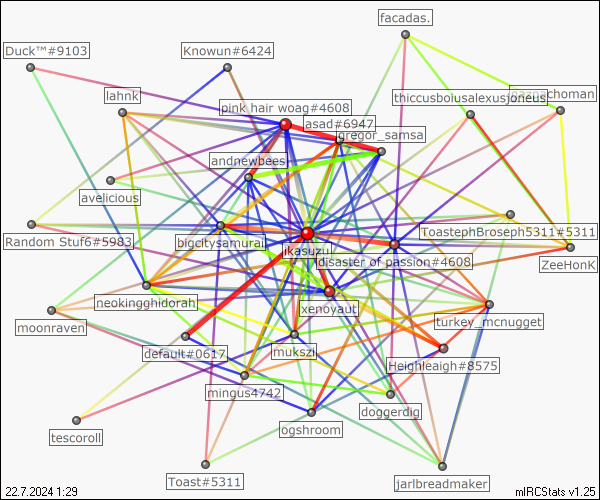 facadas.
Duck™#9103
Knowun#6424
thiccusboiusalexusjoneus
choman
lahnk
pink hair woag#4608
asad#6947
gregor_samsa
andnewbees
avelicious
ToastephBroseph5311#5311
Random Stuf6#5983
bigcitysamurai
ikasuzu
disaster of passion#4608
ZeeHonK
neokingghidorah
xenoyaut
moonraven
turkey_mcnugget
default#0617
mukszi
Heighleaigh#8575
mingus4742
doggerdig
tescoroll
ogshroom
Toast#5311
jarlbreadmaker
22.7.2024 1:29
mIRCStats v1.25